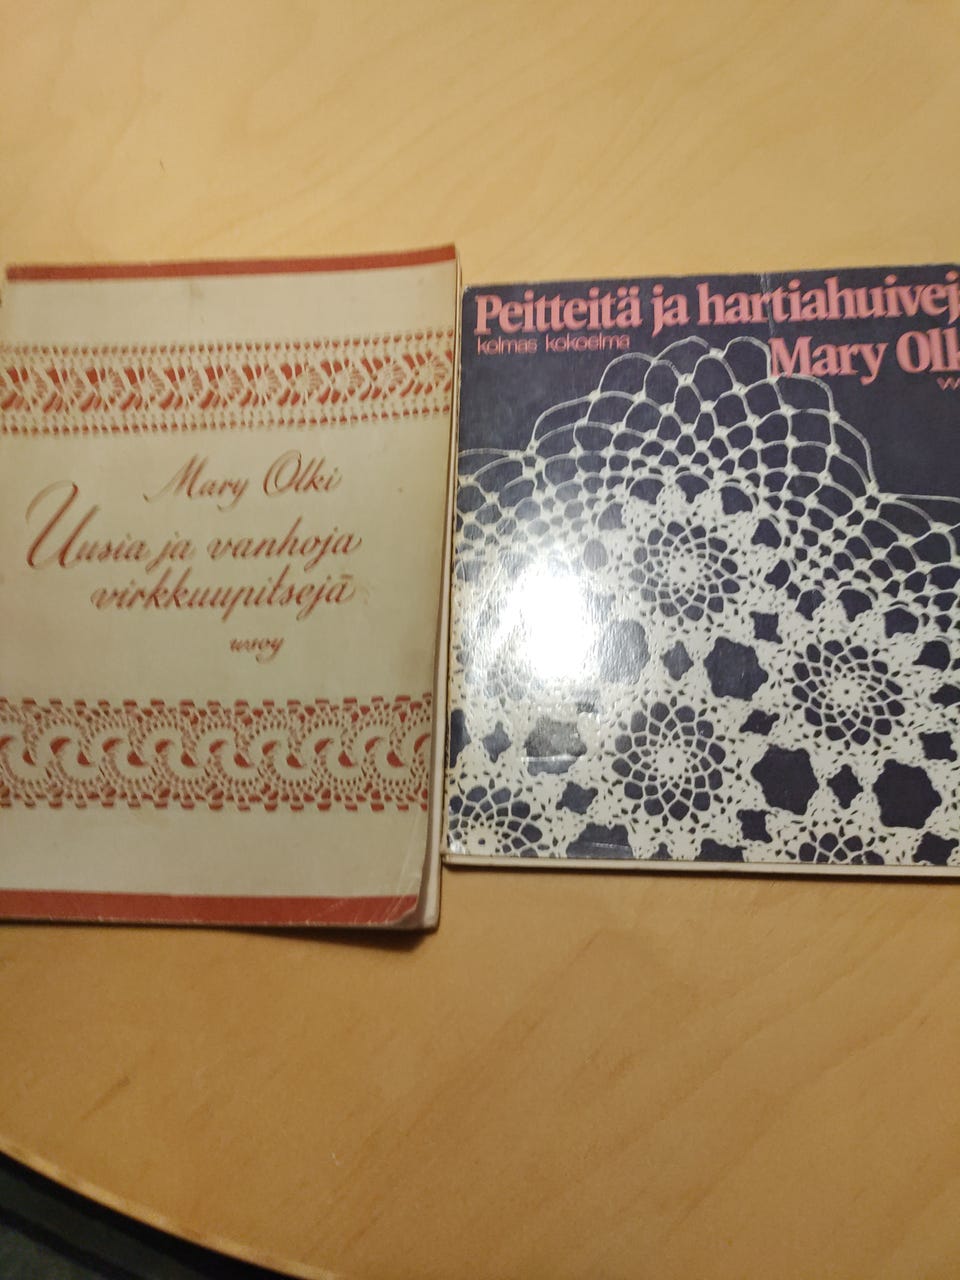 Mary Olki
Uusia ja vanhoja
virkkuupitsejä
wsoy
Peitteitä ja hartiahuivej
kolmas kokoelma
Mary Olk
W